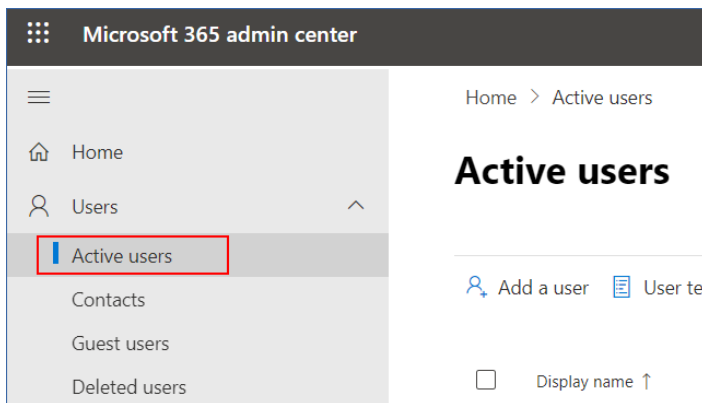 Microsoft 365 admin center
Home > Active users
Home
Active users
Users
Active users
Add a user
User te
Contacts
Guest users
Deleted users
Display name ↑